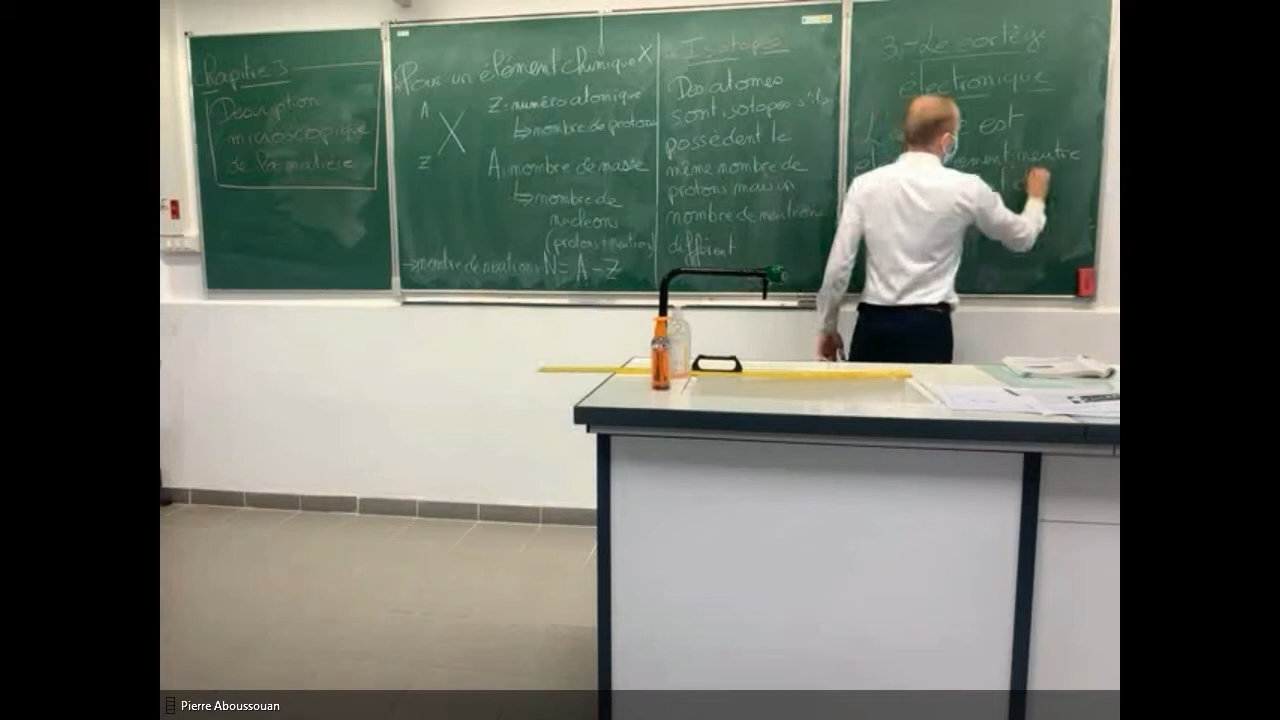 Chapitre 3
Description
microscopique
de la matière
Pour un élément chimique X
A
X
Z
Z: numéro atomique
↳ nombre de protons
A: nombre de masse
↳ nombre de
nucléons
(protons+neutrons)
→ nombre de neutrons: N = A - Z
Isotopes
Des atomes
sont isotopes s'ils
possèdent le
même nombre de
protons mais un
nombre de neutrons
différent
3.- Le cortège
électronique
est
neutre
Pierre Aboussouan